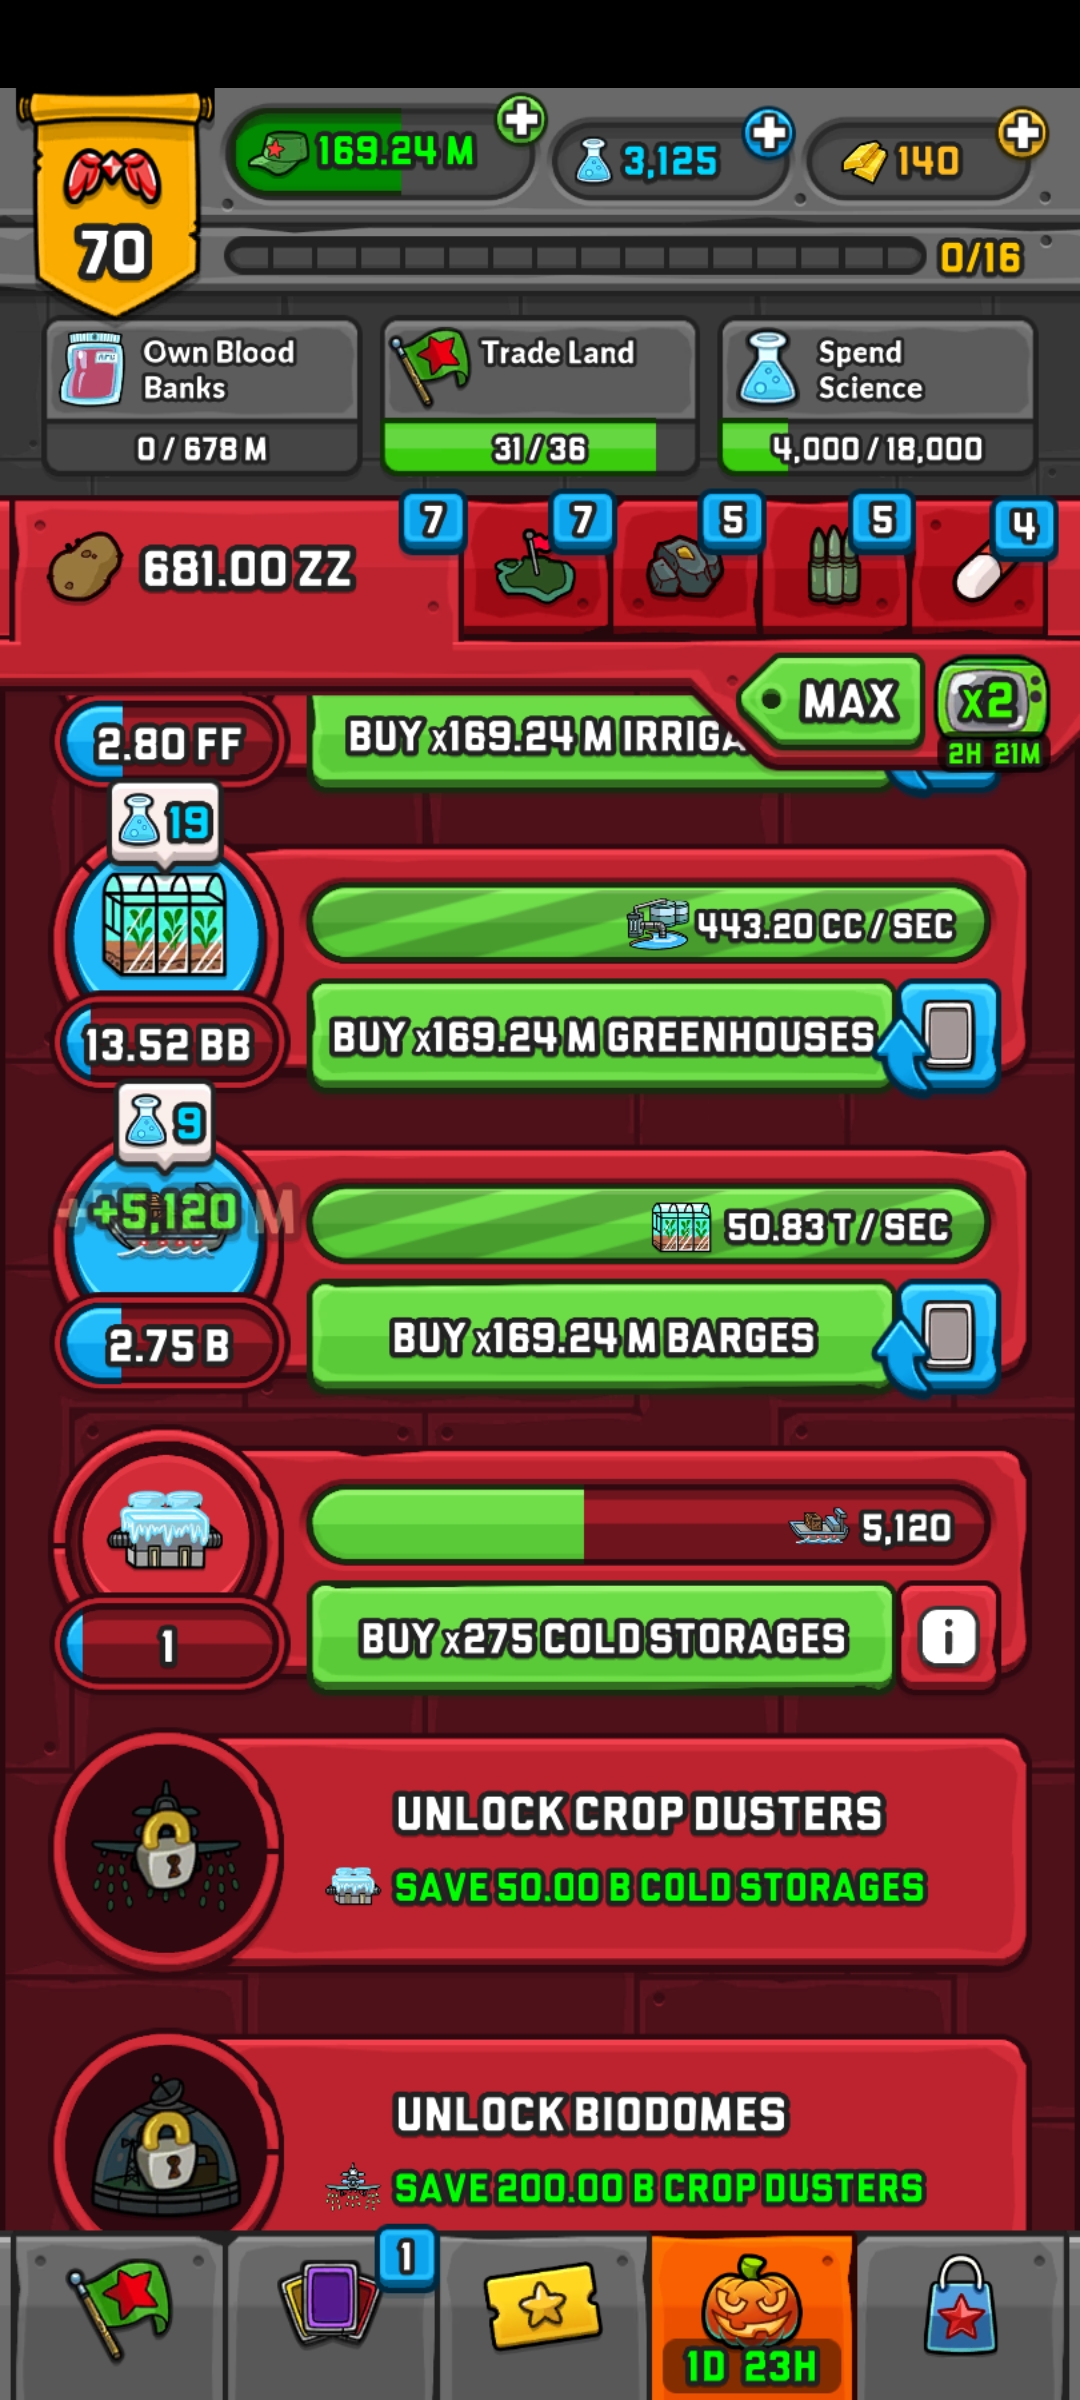 70
169.24 M
3,125
140
0/16
Own Blood
Banks
0 / 678 M
Trade Land
31 / 36
Spend
Science
4,000 / 18,000
681.00 ZZ
7
7
5
5
4
MAX
x2
2H 21M
2.80 FF
BUY x169.24 M IRRIGA
19
443.20 CC / SEC
13.52 BB
BUY x169.24 M GREENHOUSES
9
+5,120
M
50.83 T / SEC
2.75 B
BUY x169.24 M BARGES
5,120
1
BUY x275 COLD STORAGES
i
UNLOCK CROP DUSTERS
SAVE 50.00 B COLD STORAGES
UNLOCK BIODOMES
SAVE 200.00 B CROP DUSTERS
1
1D 23H